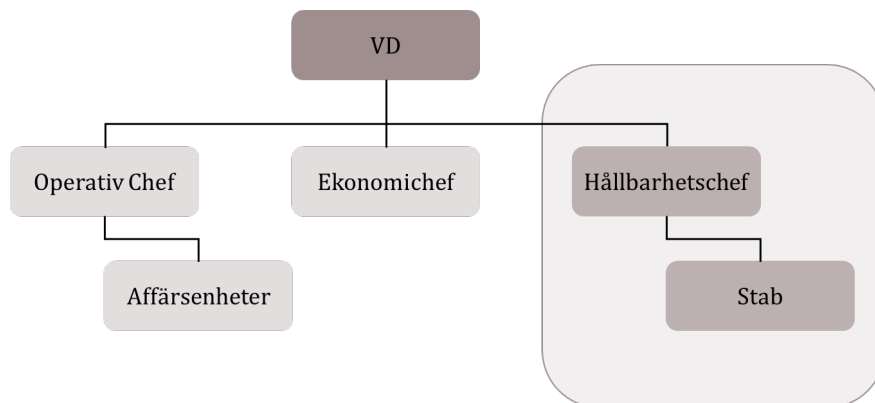 VD
Operativ Chef
Ekonomichef
Hållbarhetschef
Affärsenheter
Stab